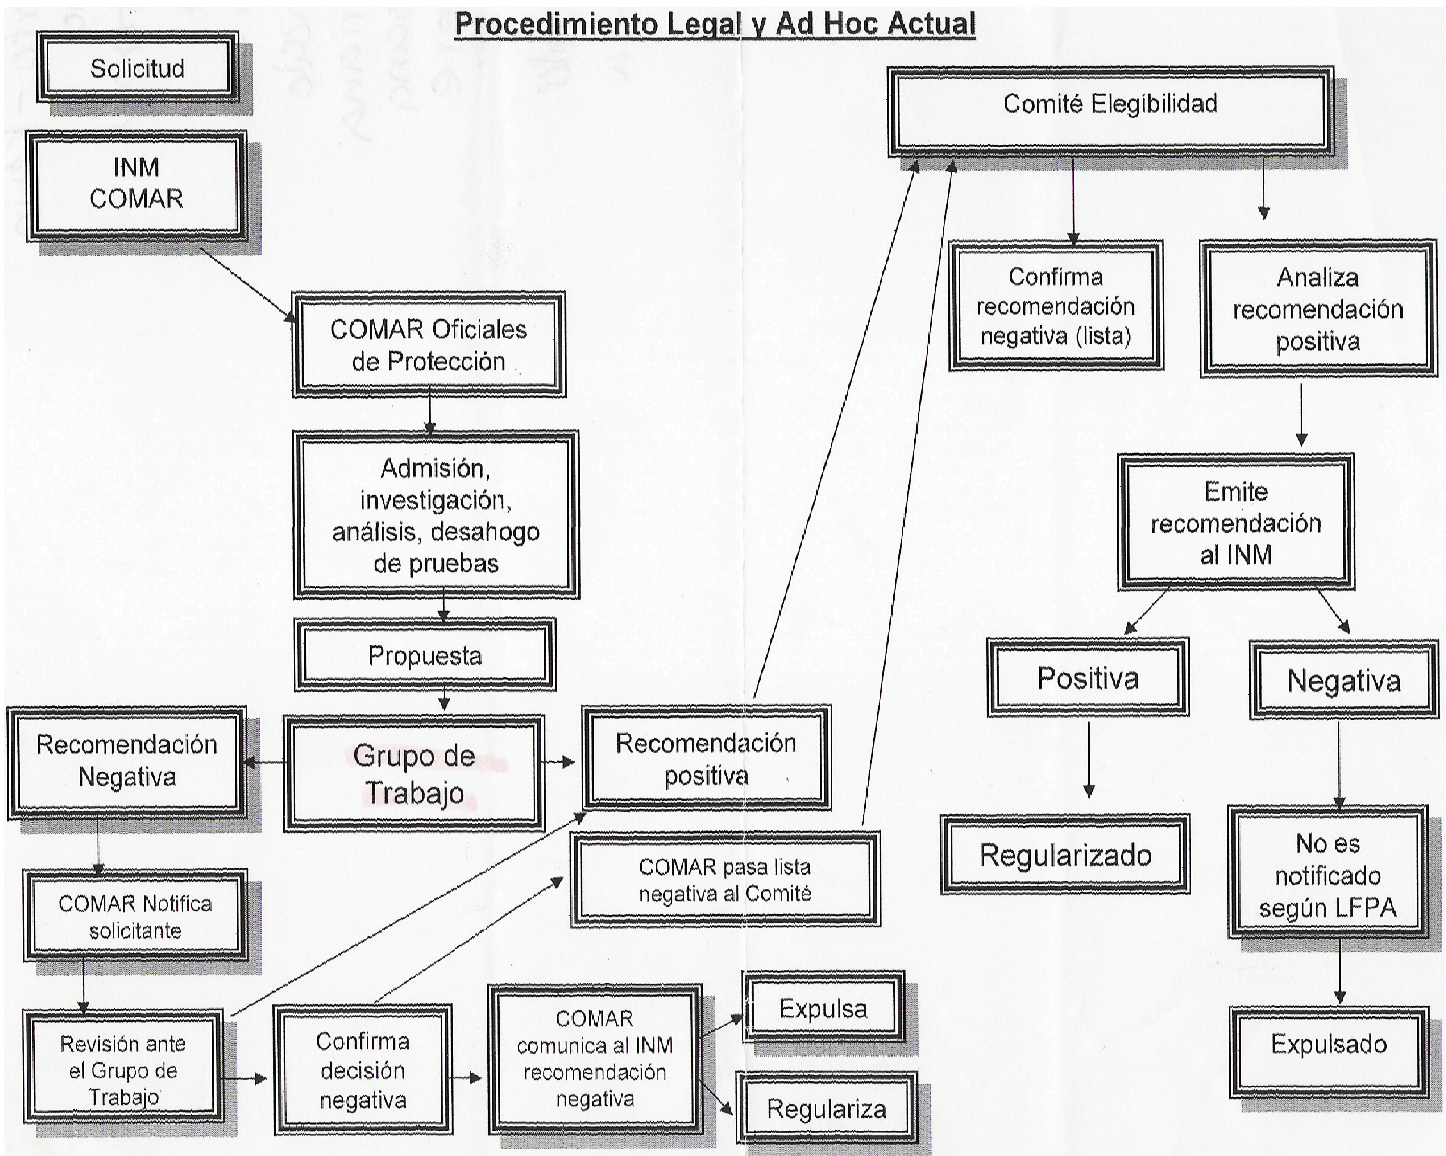 Procedimiento Legal y Ad Hoc Actual
Solicitud
INM
COMAR
COMAR Oficiales
de Protección
Admisión,
investigación,
análisis, desahogo
de pruebas
Propuesta
Grupo de
Trabajo
Recomendación
Negativa
COMAR Notifica
solicitante
Revisión ante
el Grupo de
Trabajo
Confirma
decisión
negativa
COMAR
comunica al INM
recomendación
negativa
Expulsa
Regulariza
Recomendación
positiva
COMAR pasa lista
negativa al Comité
Comité Elegibilidad
Confirma
recomendación
negativa (lista)
Analiza
recomendación
positiva
Emite
recomendación
al INM
Positiva
Negativa
Regularizado
No es
notificado
según LFPA
Expulsado